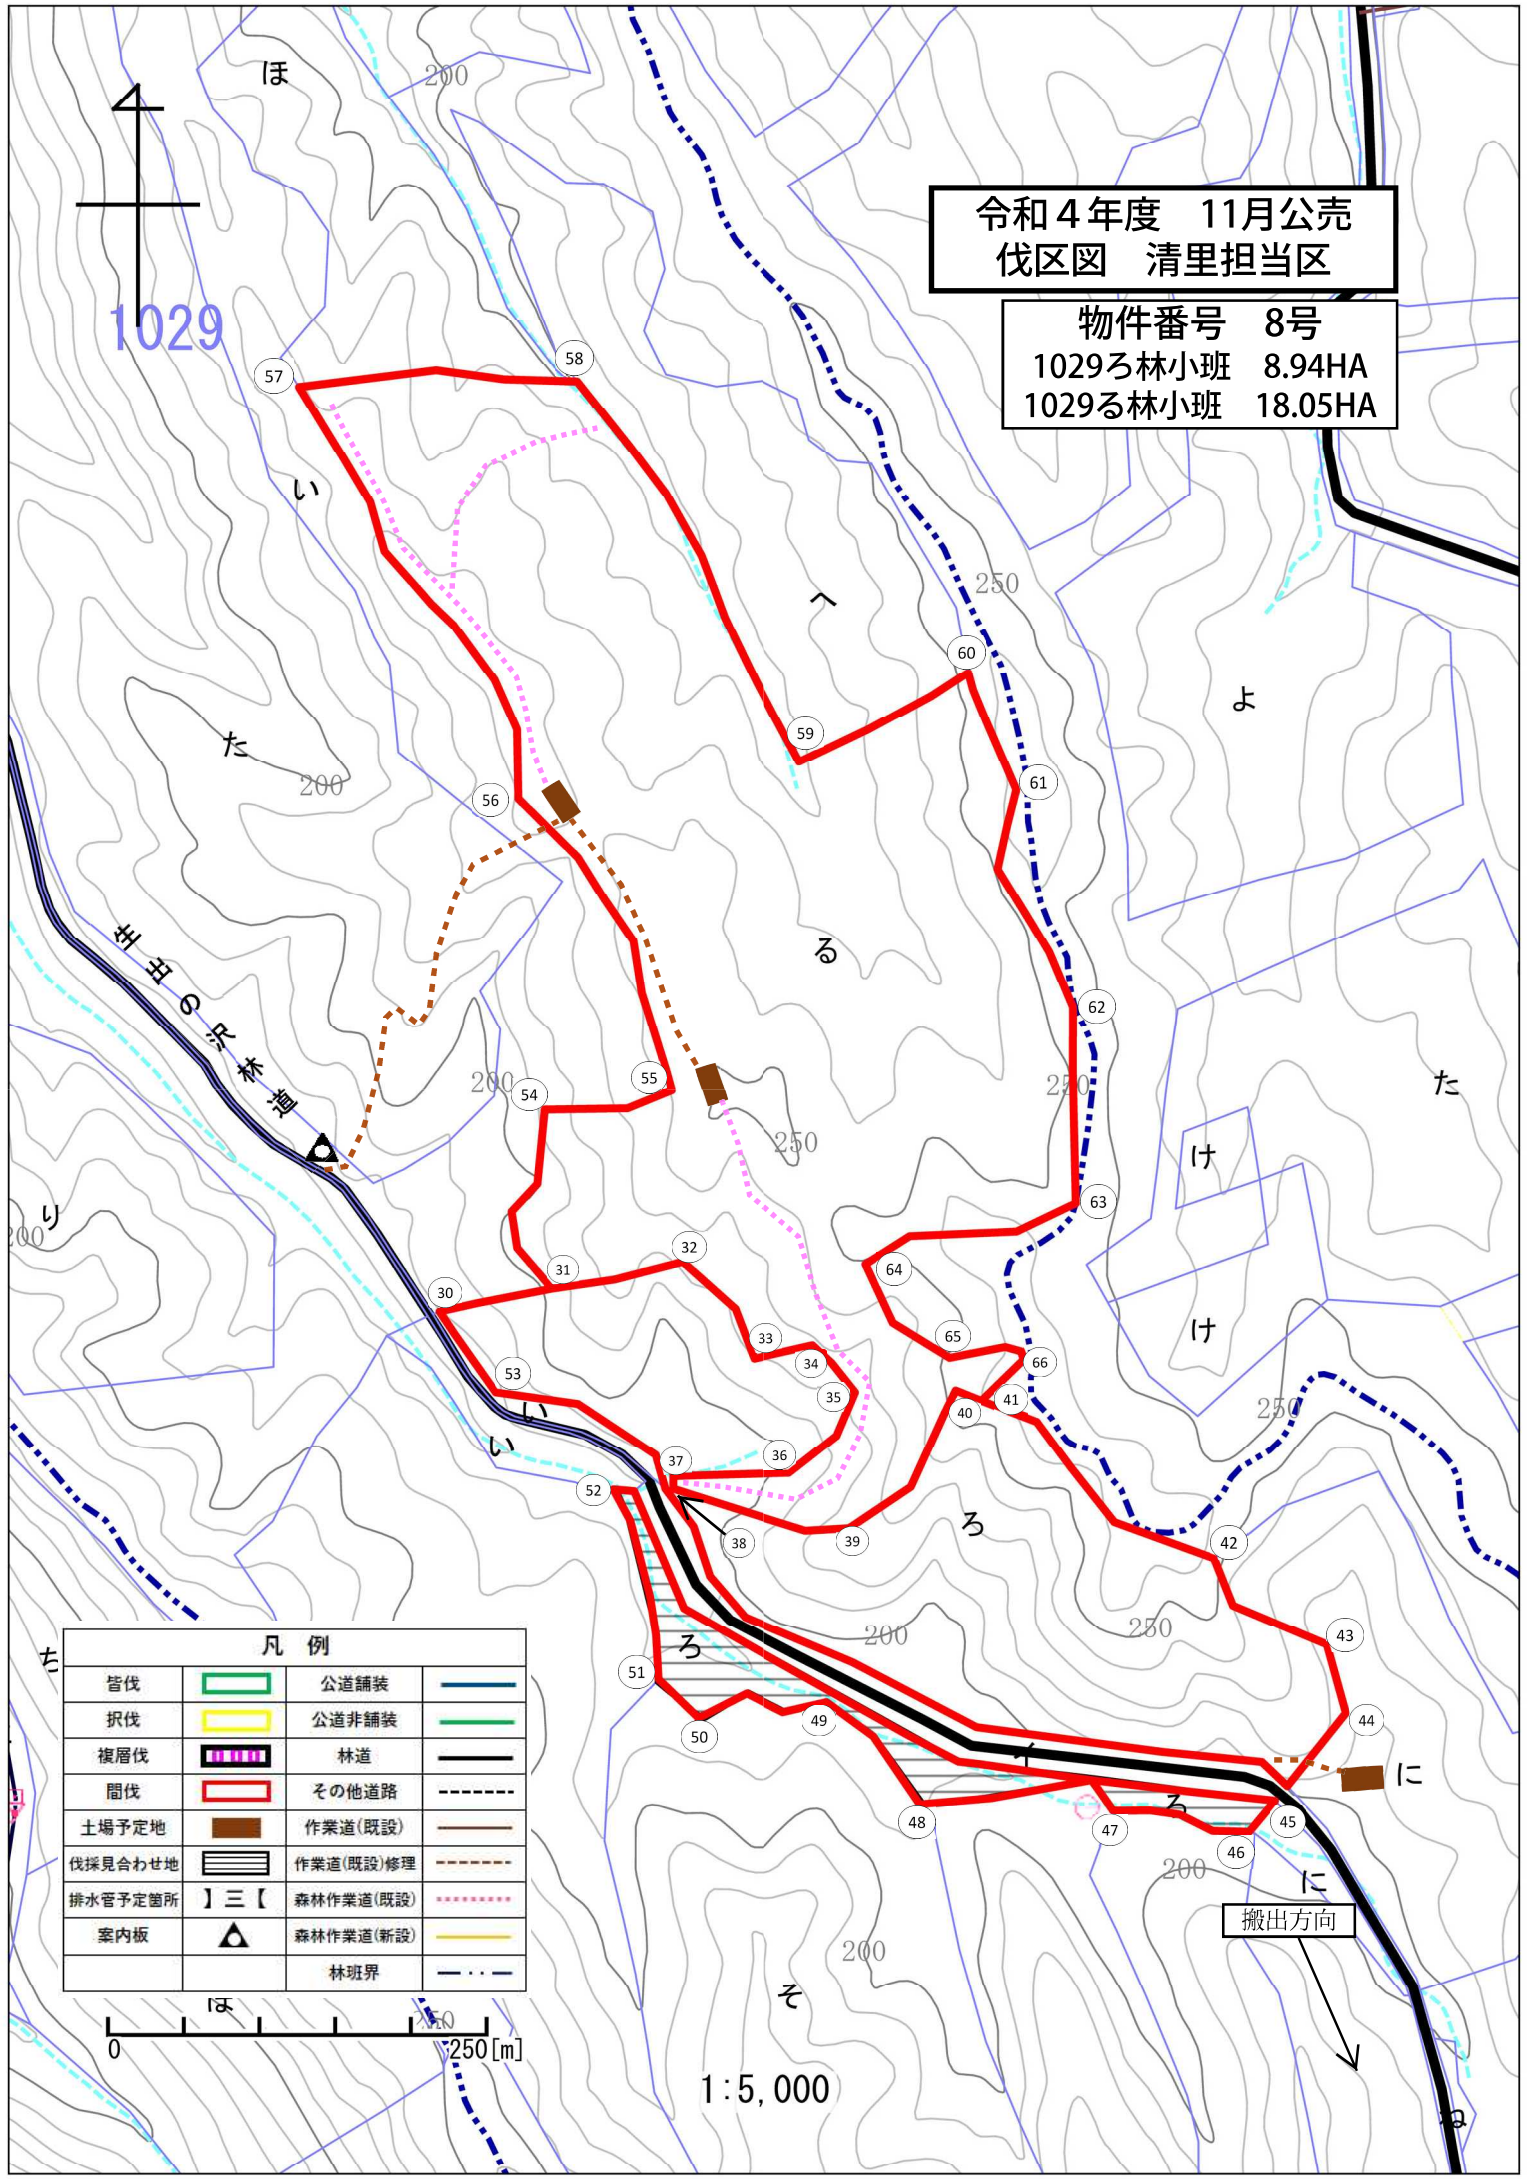 令和４年度　11月公売
伐区図　清里担当区
物件番号　8号
1029ろ林小班　8.94HA
1029る林小班　18.05HA
ほ
200
1029
57
58
い
へ
250
60
よ
59
た
200
56
61
る
62
生出の沢林道
た
200
54
55
250
250
け
り
200
63
31
32
64
30
け
33
34
65
66
53
35
41
40
250
い
い
36
37
52
38
39
ろ
42
200
250
43
ろ
51
ち
44
50
49
イ
に
ろ
48
47
45
46
200
に
搬出方向
200
そ
凡　例
皆伐　公道舗装
択伐　公道非舗装
複層伐　林道
間伐　その他道路
土場予定地　作業道(既設)
伐採見合わせ地　作業道(既設)修理
排水管予定箇所　】三【　森林作業道(既設)
案内板　森林作業道(新設)
林班界
は
250
0　250[m]
1:5,000
ね